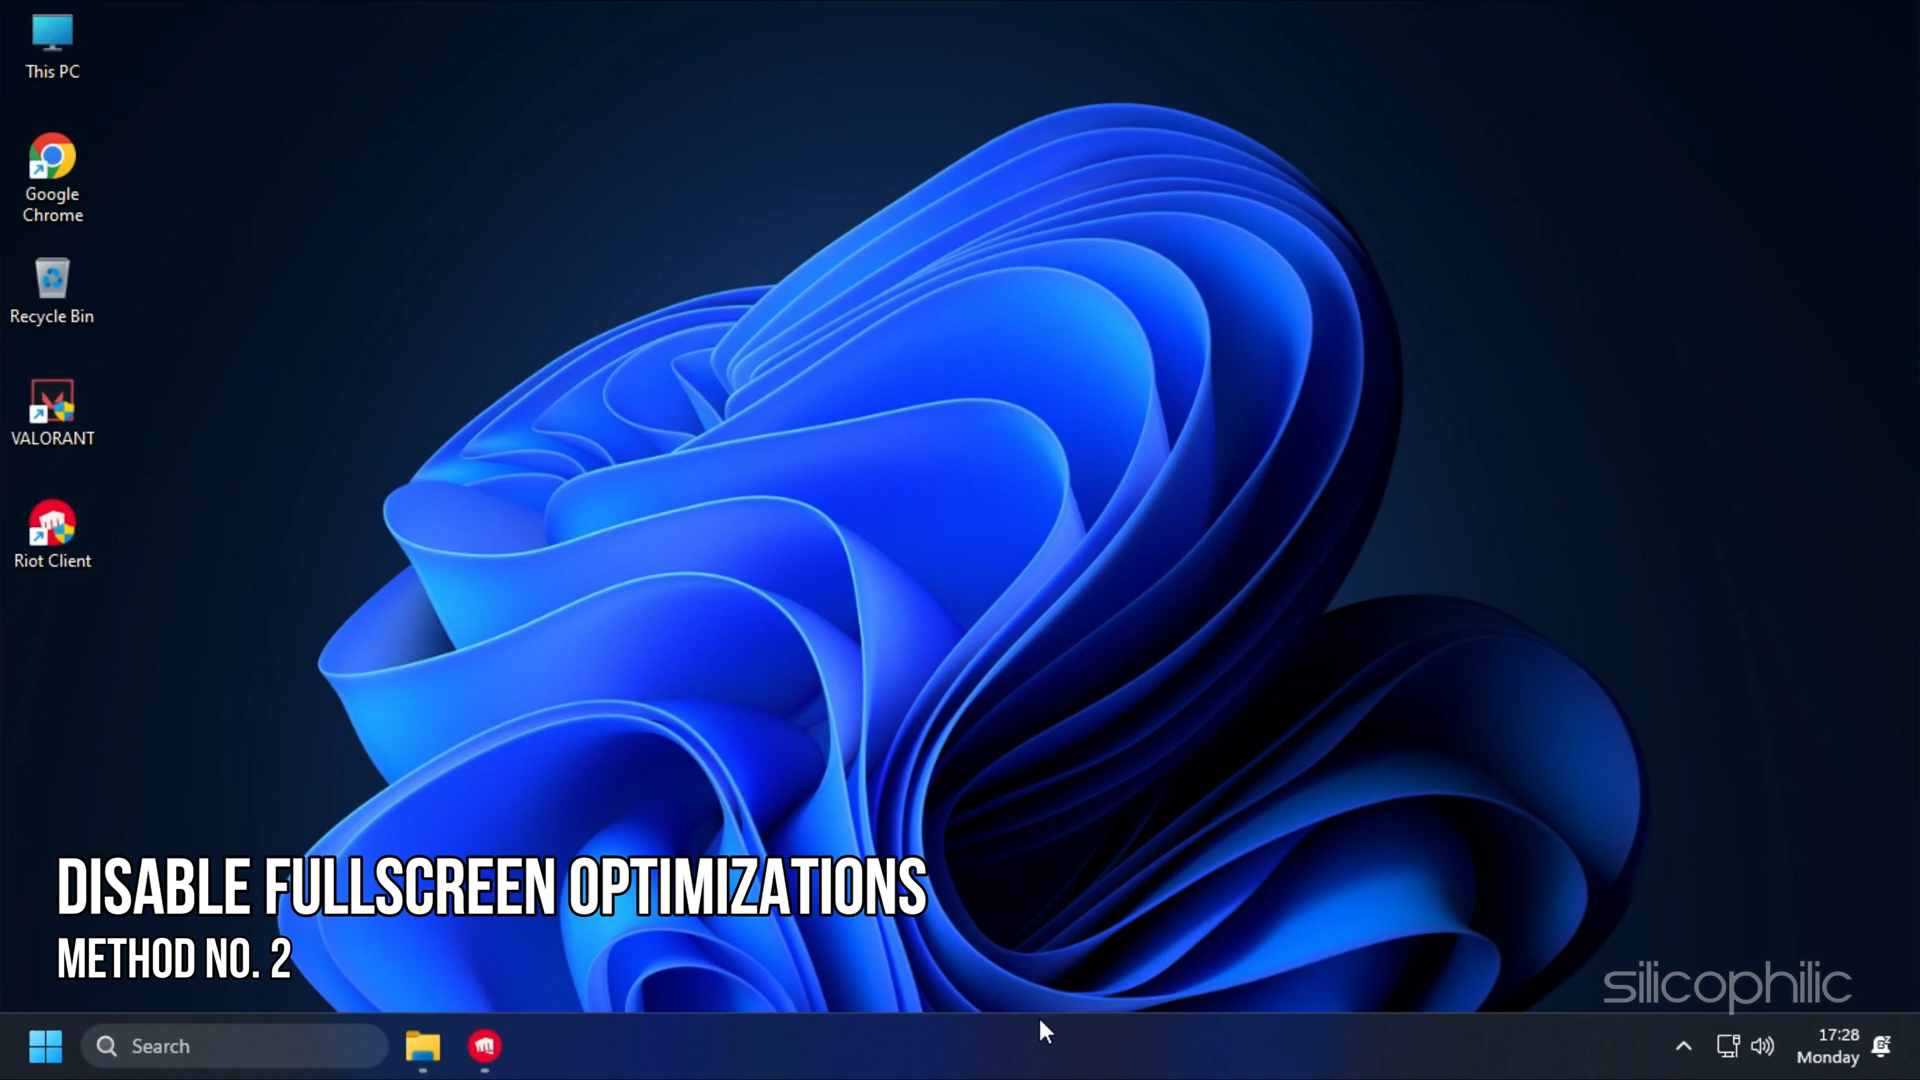 This PC
Google
Chrome
Recycle Bin
VALORANT
Riot Client
DISABLE FULLSCREEN OPTIMIZATIONS
METHOD NO. 2
silicophilic
Search
17:28
Monday